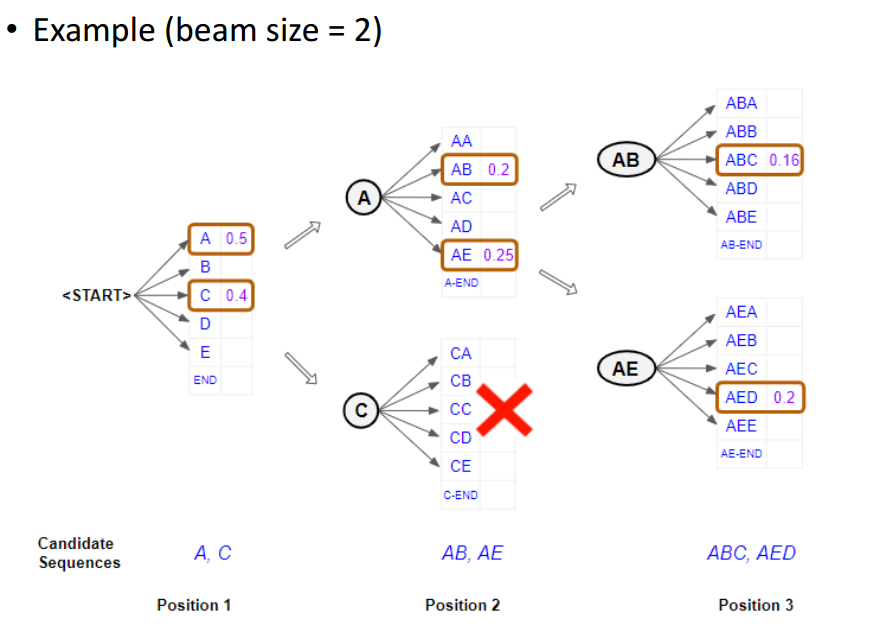 • Example (beam size = 2)
<START>
A 0.5
B
C 0.4
D
E
END
A
AA
AB 0.2
AC
AD
AE 0.25
A-END
C
CA
CB
CC
CD
CE
C-END
AB
ABA
ABB
ABC 0.16
ABD
ABE
AB-END
AE
AEA
AEB
AEC
AED 0.2
AEE
AE-END
Candidate
Sequences
A, C
AB, AE
ABC, AED
Position 1
Position 2
Position 3